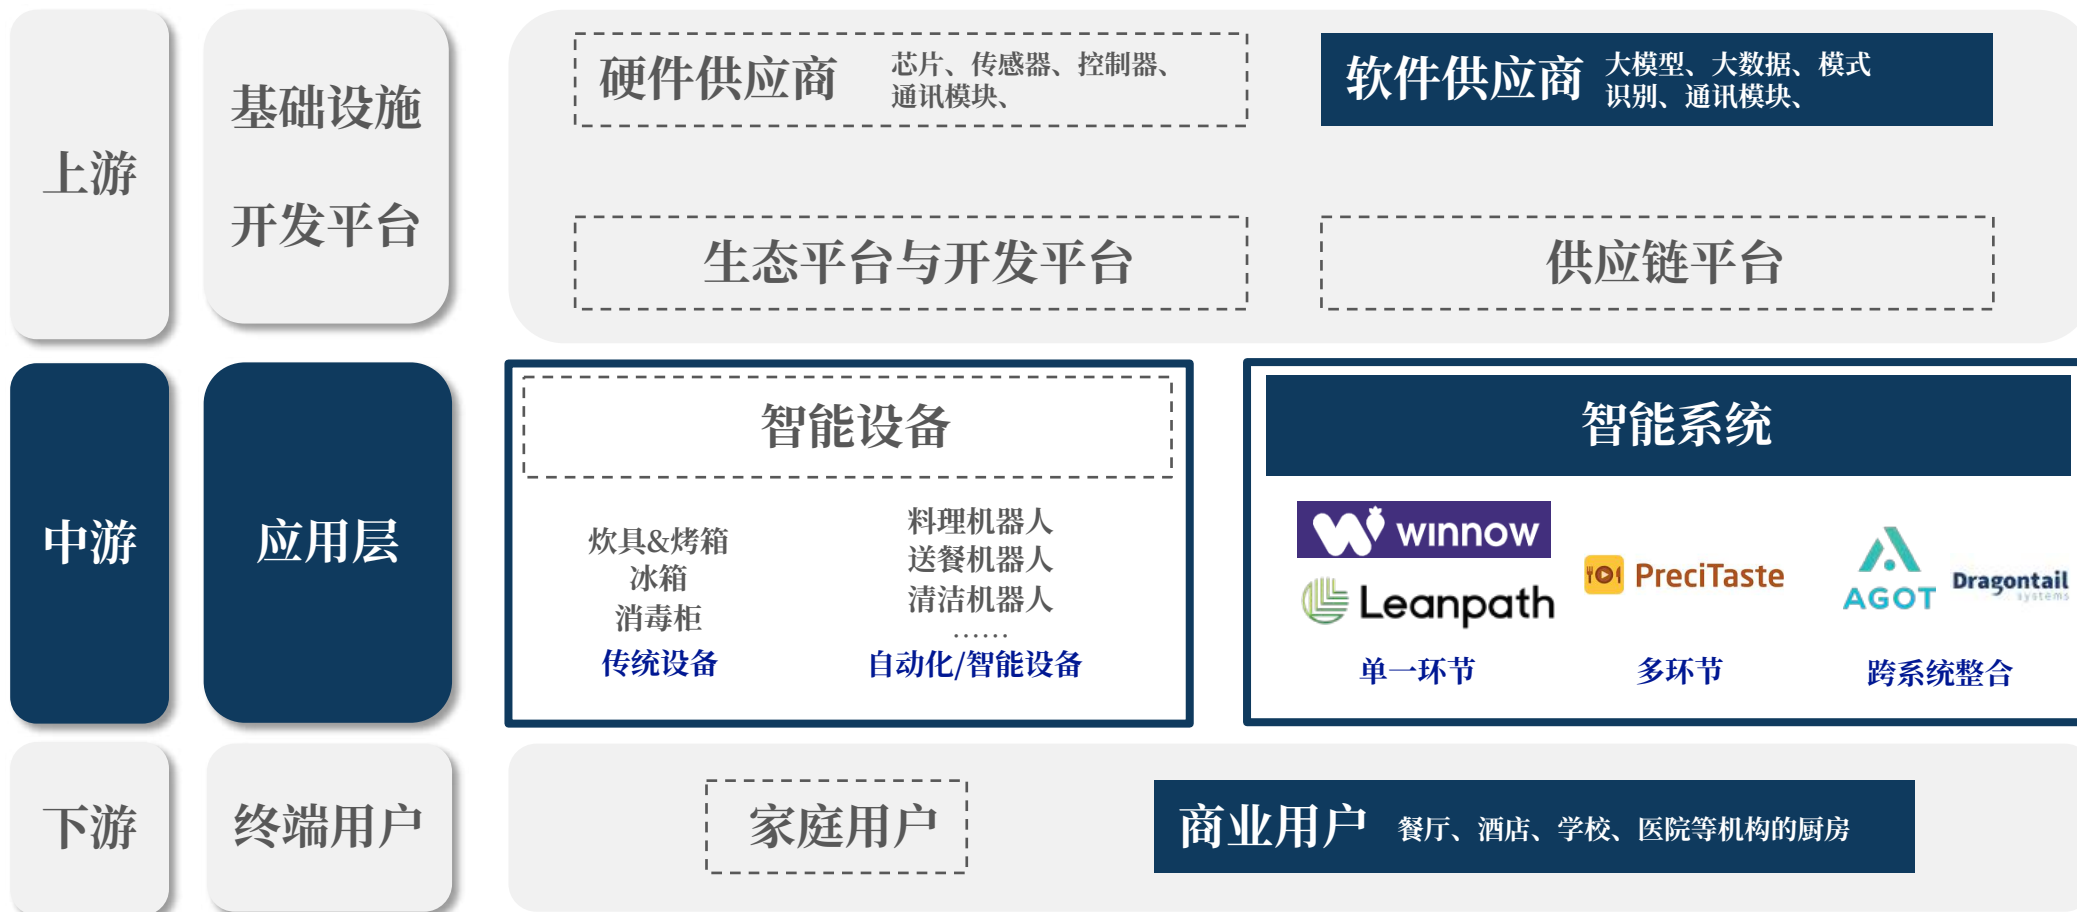 上游
基础设施
开发平台
硬件供应商
芯片、传感器、控制器、
通讯模块、
软件供应商
大模型、大数据、模式
识别、通讯模块、
生态平台与开发平台
供应链平台
中游
应用层
智能设备
炊具&烤箱
冰箱
消毒柜
传统设备
料理机器人
送餐机器人
清洁机器人
······
自动化/智能设备
智能系统
winnow
Leanpath
单一环节
PreciTaste
多环节
AGOT
Dragontail
systems
跨系统整合
下游
终端用户
家庭用户
商业用户
餐厅、酒店、学校、医院等机构的厨房